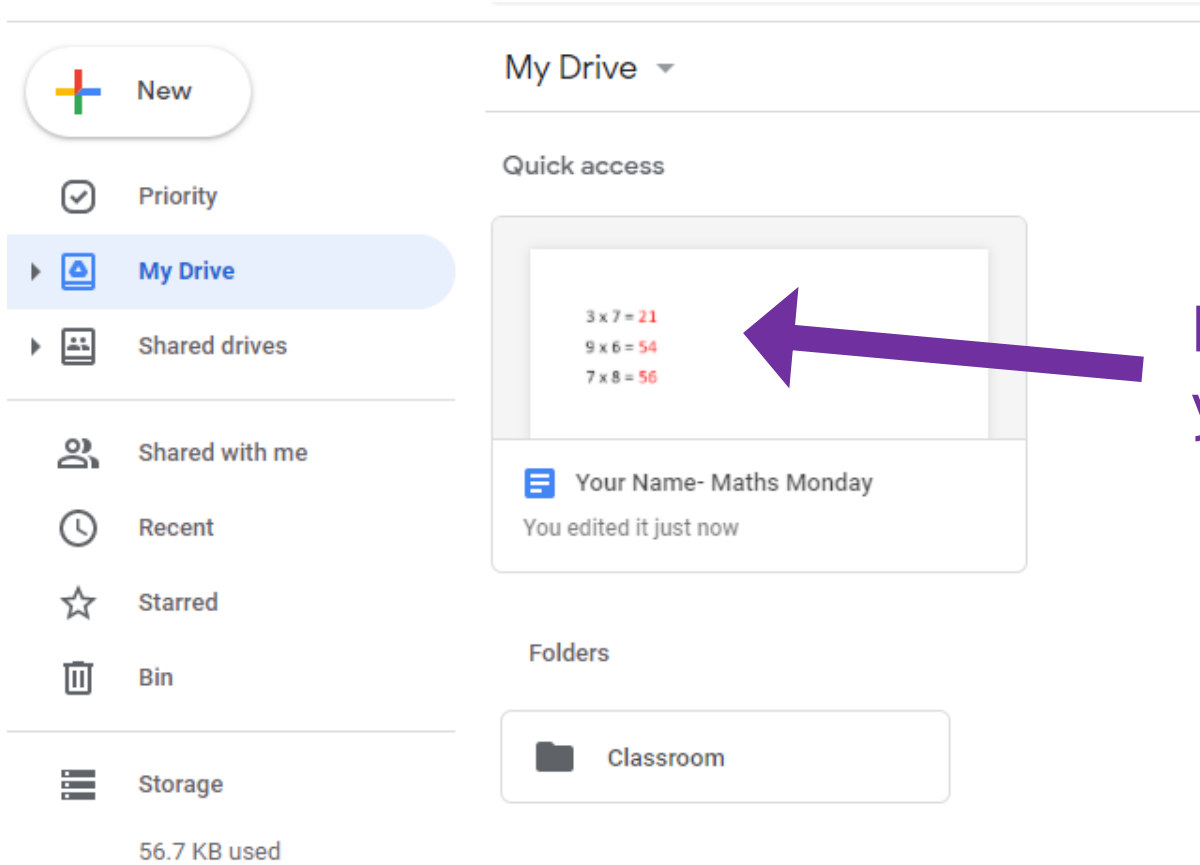 New
Priority
My Drive
Shared drives
Shared with me
Recent
Starred
Bin
Storage
56.7 KB used
My Drive
Quick access
3 x 7 = 21
9 x 6 = 54
7 x 8 = 56
Your Name- Maths Monday
You edited it just now
Folders
Classroom